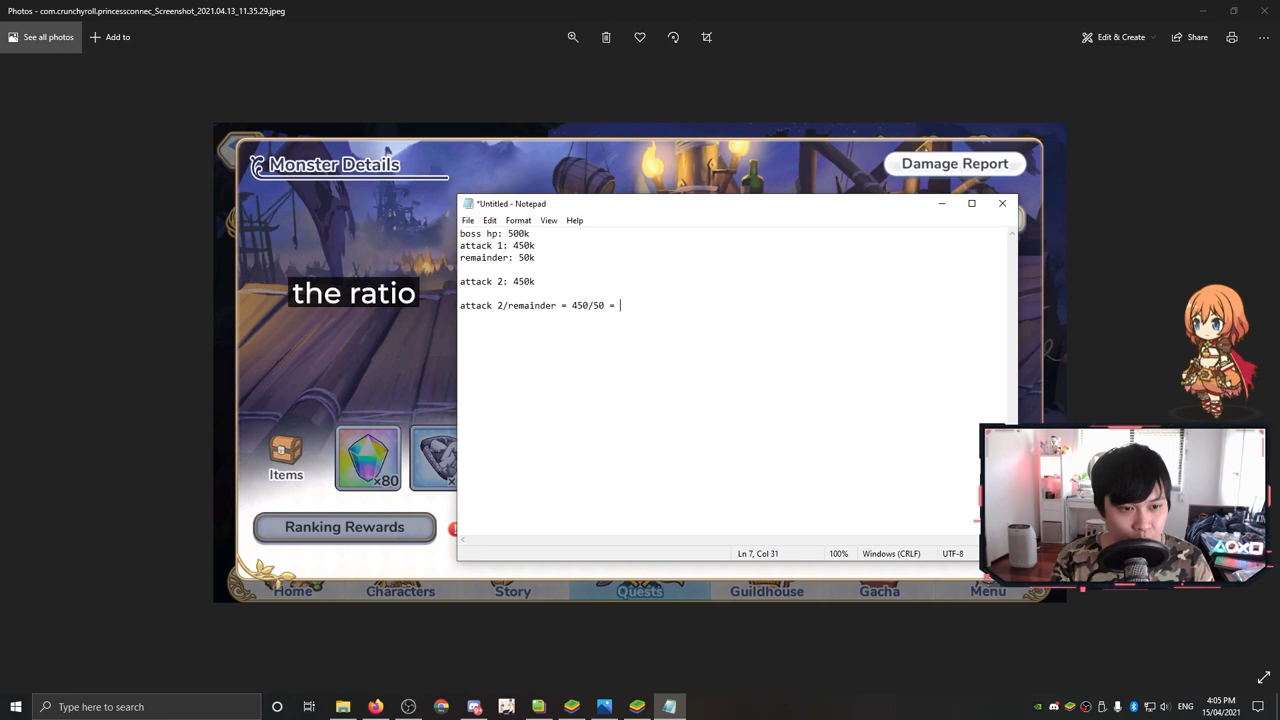 Photos - com.crunchyroll.princessconnec_Screenshot_2021.04.13_11.35.29.jpeg
See all photos
Add to
Edit & Create
Share
Monster Details
Damage Report
*Untitled - Notepad
File Edit Format View Help
boss hp: 500k
attack 1: 450k
remainder: 50k
attack 2: 450k
attack 2/remainder = 450/50 =
the ratio
Items
×80
Ranking Rewards
Ln 7, Col 31
100%
Windows (CRLF)
UTF-8
Home
Characters
Story
Quests
Guildhouse
Gacha
Menu
Type here to search
ENG
4:05 PM
15/04/2021